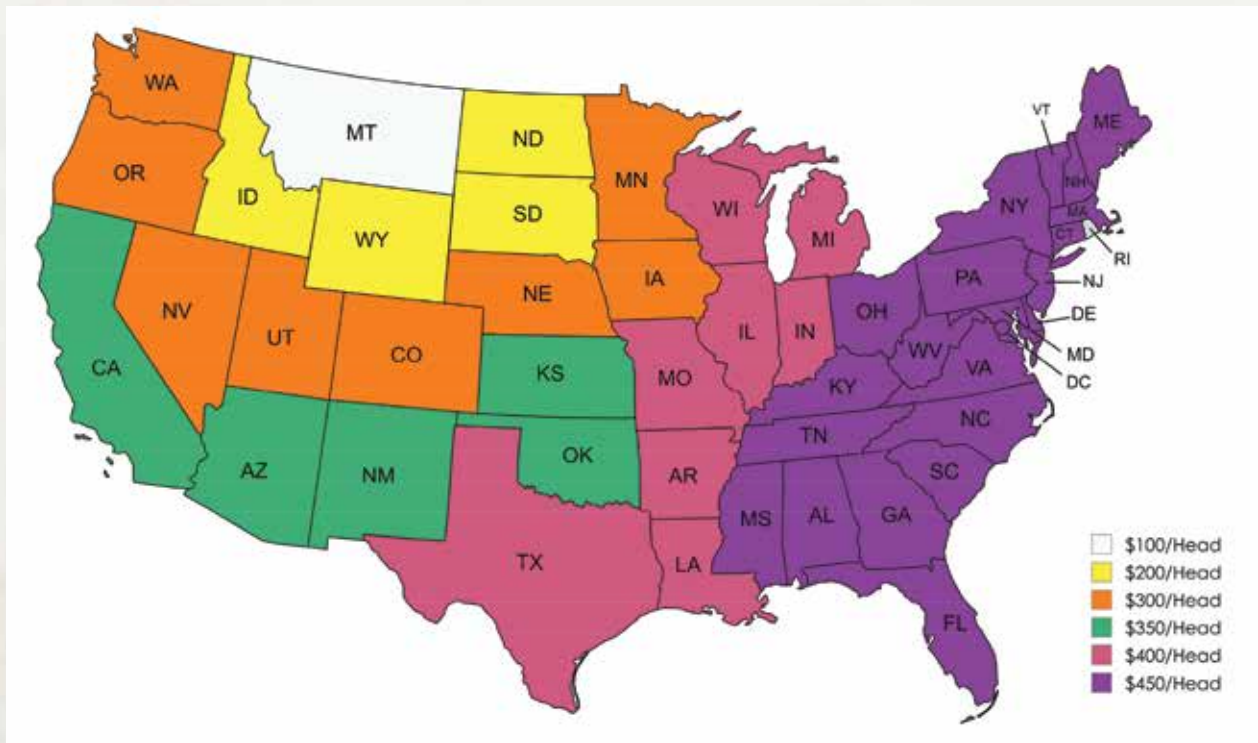 WA
MT
ND
MN
OR
ID
SD
WY
WI
MI
VT
ME
NH
NY
MA
CT
RI
NV
UT
CO
NE
IA
IL
IN
OH
PA
NJ
DE
MD
DC
WV
VA
CA
KS
MO
KY
NC
AZ
NM
OK
AR
TN
SC
TX
LA
MS
AL
GA
FL
$100/Head
$200/Head
$300/Head
$350/Head
$400/Head
$450/Head